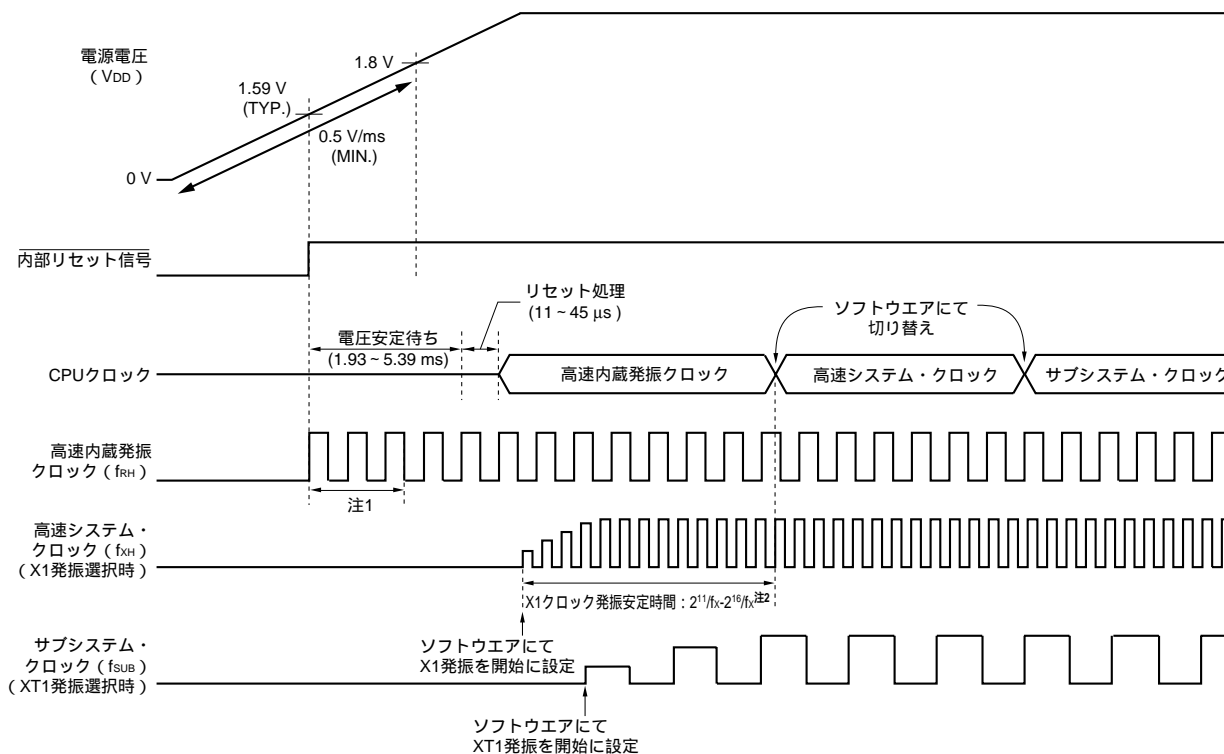 電源電圧
（VDD）
1.8 V
1.59 V
(TYP.)
0.5 V/ms
(MIN.)
0 V
内部リセット信号
リセット処理
(11 ~ 45 μs )
ソフトウエアにて
切り替え
電圧安定待ち
(1.93 ~ 5.39 ms)
CPUクロック
高速内蔵発振クロック
高速システム・クロック
サブシステム・クロック
高速内蔵発振
クロック（fRH）
注1
高速システム・
クロック（fXH）
（X1発振選択時）
X1クロック発振安定時間：2¹¹/fX-2¹⁶/fX注2
ソフトウエアにて
X1発振を開始に設定
サブシステム・
クロック（fSUB）
（XT1発振選択時）
ソフトウエアにて
XT1発振を開始に設定